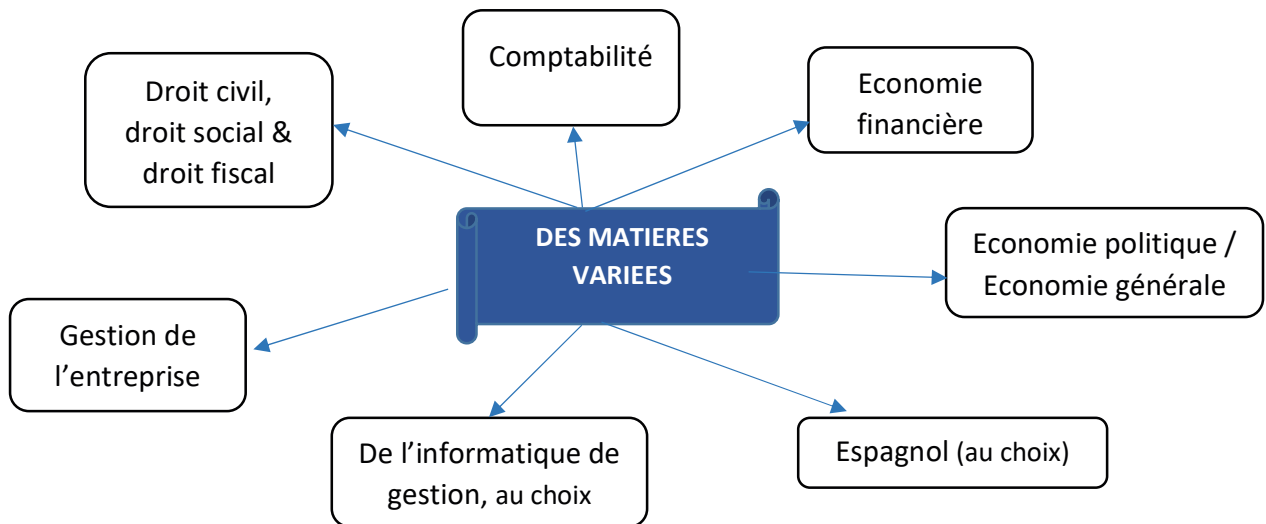 Comptabilité
Droit civil,
droit social &
droit fiscal
Economie
financière
DES MATIERES
VARIEES
Economie politique /
Economie générale
Gestion de
l’entreprise
De l’informatique de
gestion, au choix
Espagnol (au choix)